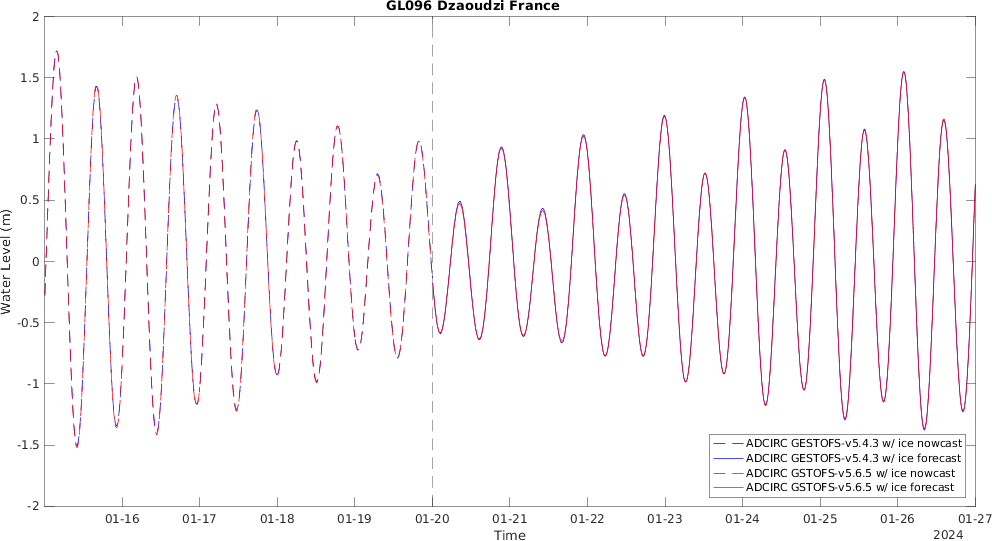 GL096 Dzaoudzi France
2
1.5
1
0.5
0
-0.5
-1
-1.5
-2
Water Level (m)
ADCIRC GESTOFS-v5.4.3 w/ ice nowcast
ADCIRC GESTOFS-v5.4.3 w/ ice forecast
ADCIRC GSTOFS-v5.6.5 w/ ice nowcast
ADCIRC GSTOFS-v5.6.5 w/ ice forecast
01-16 01-17 01-18 01-19 01-20 01-21 01-22 01-23 01-24 01-25 01-26 01-27
Time
2024